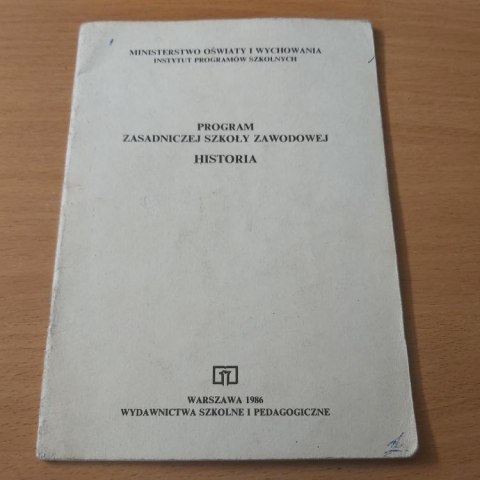 MINISTERSTWO OŚWIATY I WYCHOWANIA
INSTYTUT PROGRAMÓW SZKOLNYCH
PROGRAM
ZASADNICZEJ SZKOŁY ZAWODOWEJ
HISTORIA
WARSZAWA 1986
WYDAWNICTWA SZKOLNE I PEDAGOGICZNE